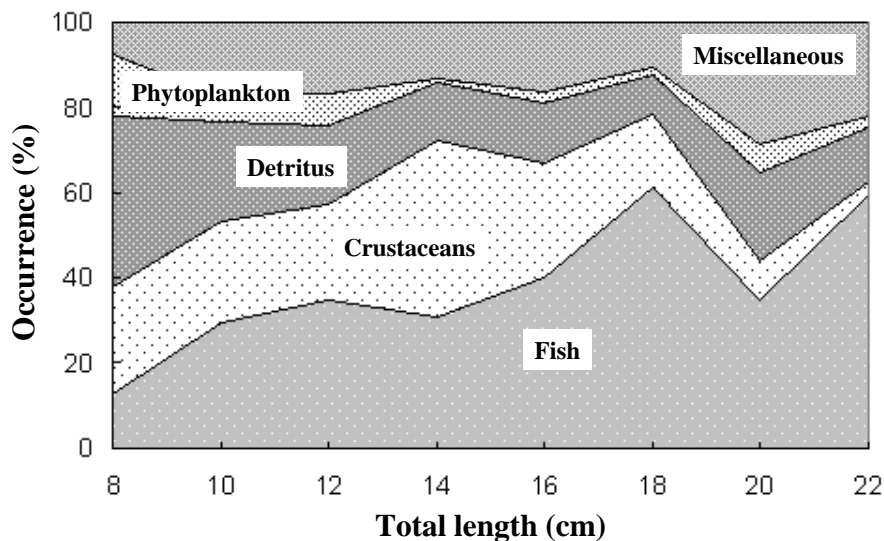 100
80
60
40
20
0
Occurrence (%)
Miscellaneous
Phytoplankton
Detritus
Crustaceans
Fish
8 10 12 14 16 18 20 22
Total length (cm)